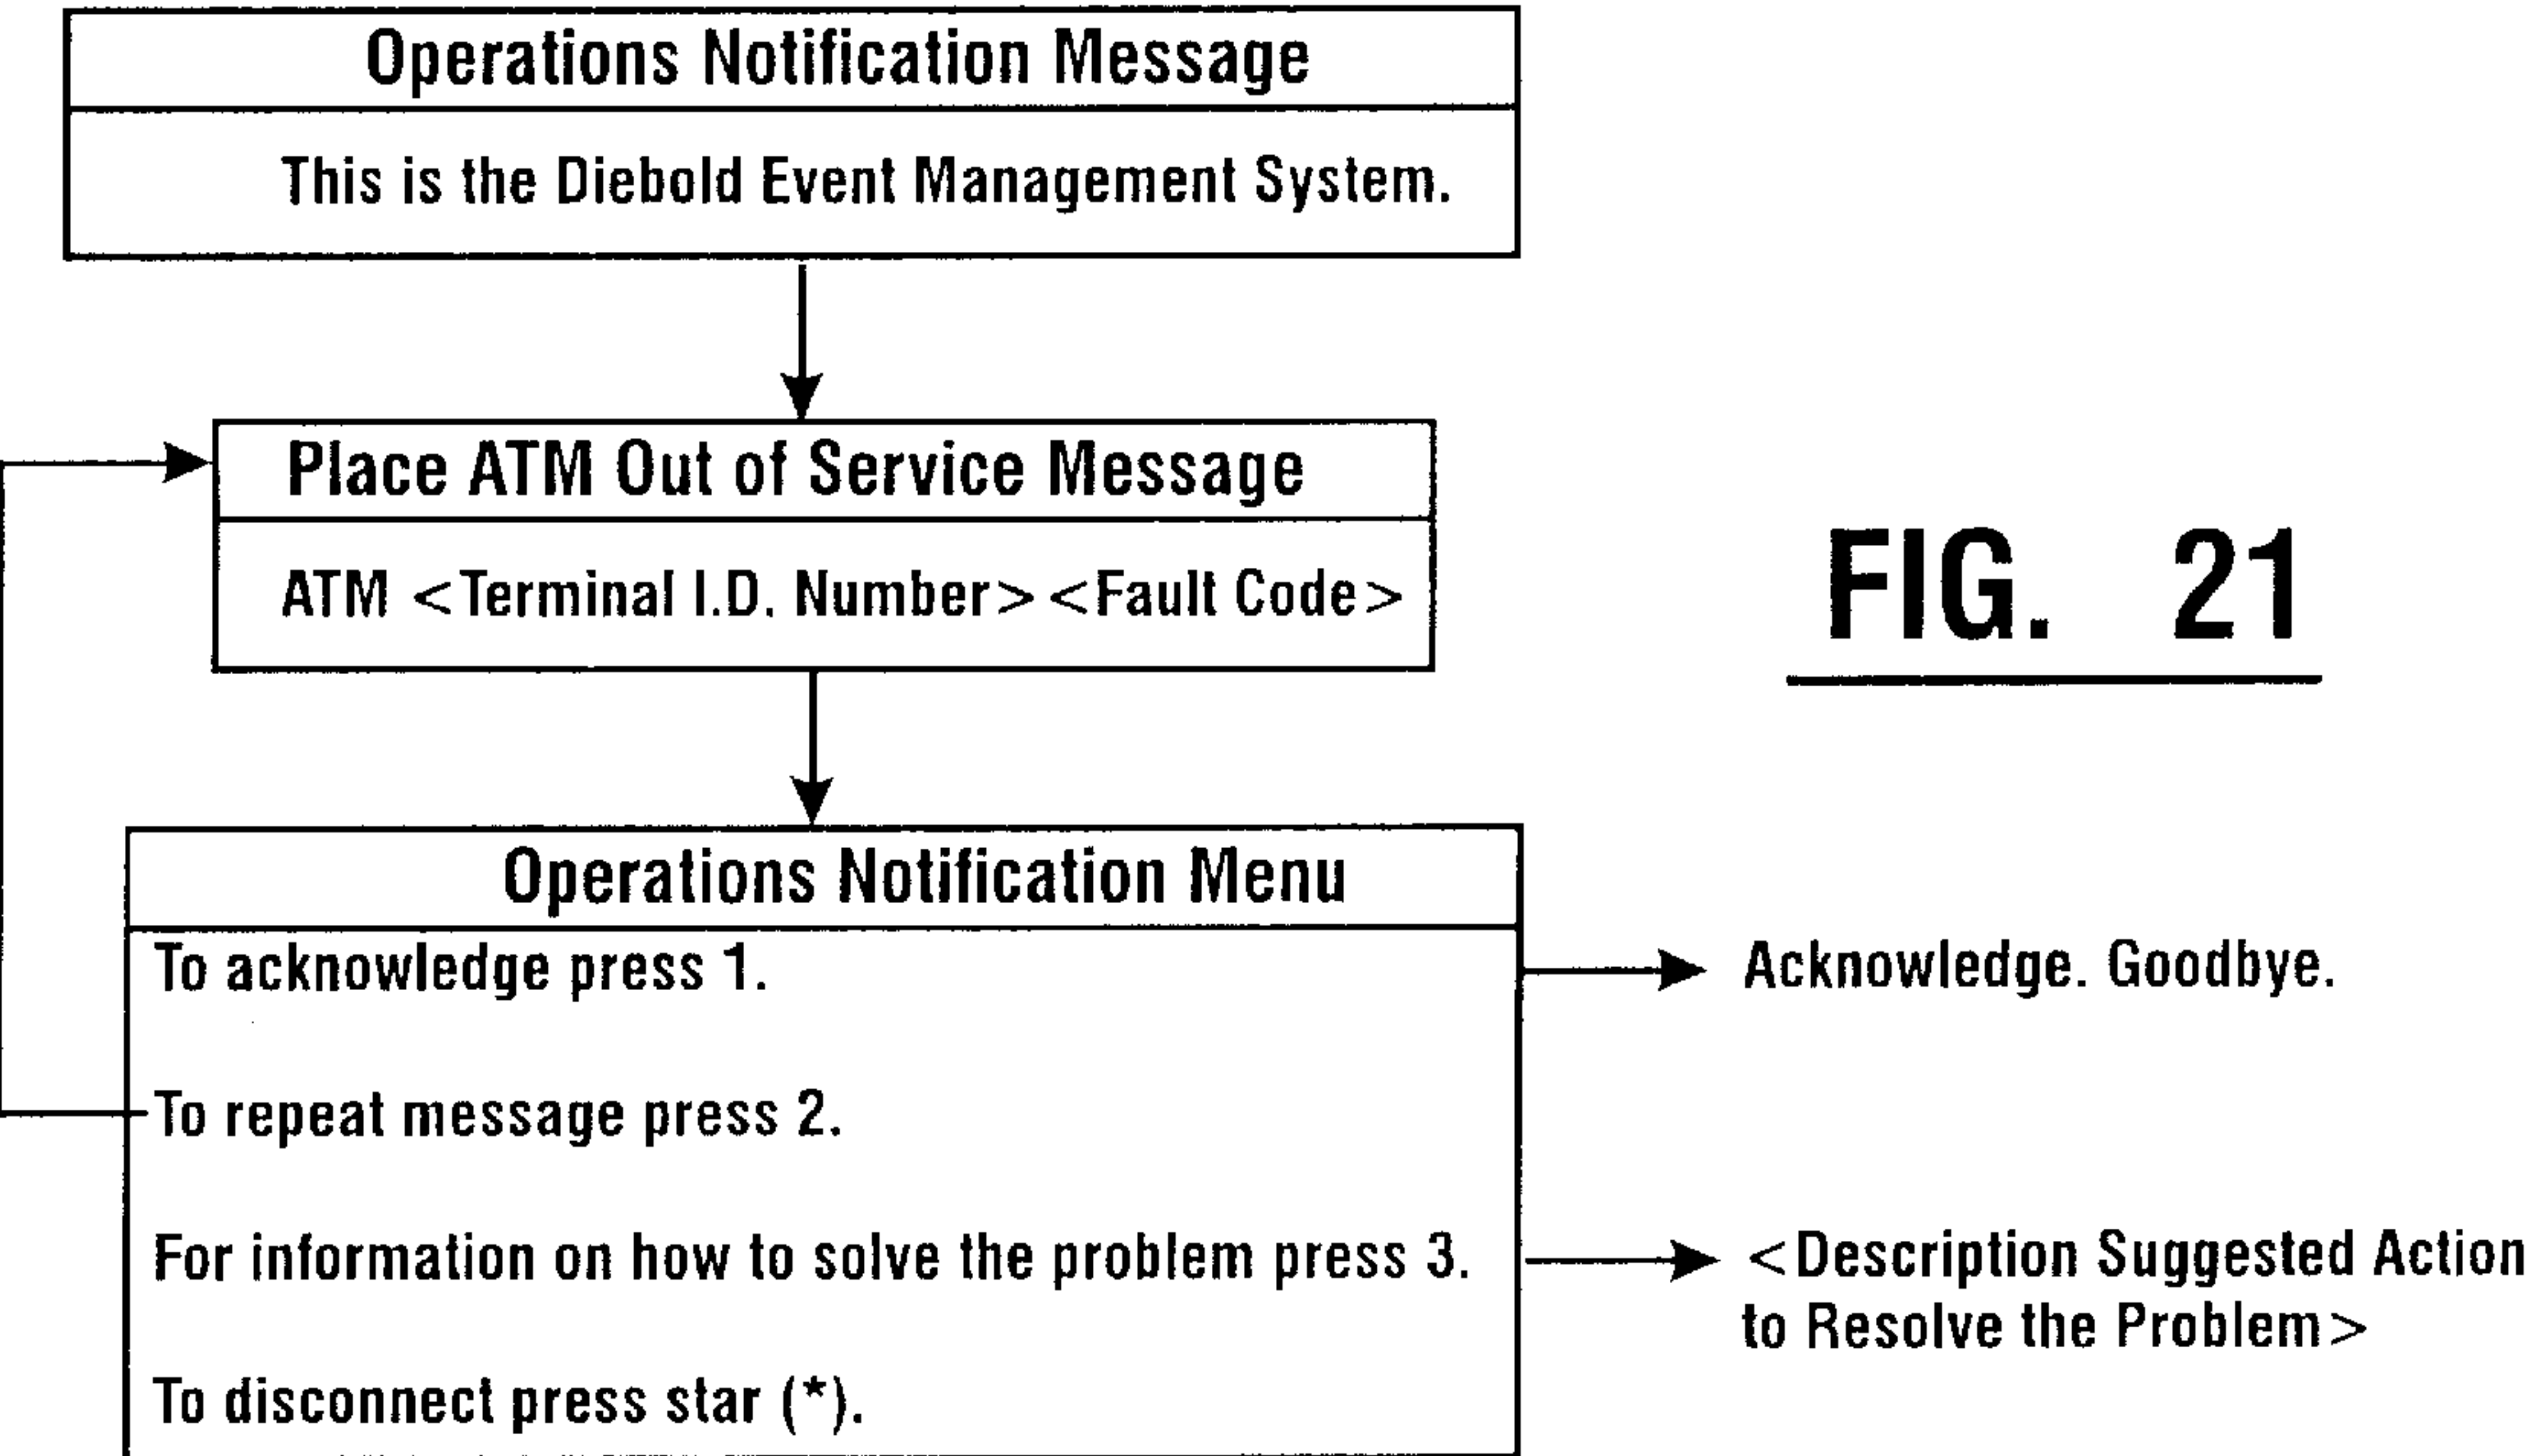 Operations Notification Message
This is the Diebold Event Management System.
Place ATM Out of Service Message
ATM <Terminal I.D. Number> <Fault Code>
FIG. 21
Operations Notification Menu
To acknowledge press 1.
Acknowledge. Goodbye.
To repeat message press 2.
For information on how to solve the problem press 3.
<Description Suggested Action
to Resolve the Problem>
To disconnect press star (*).